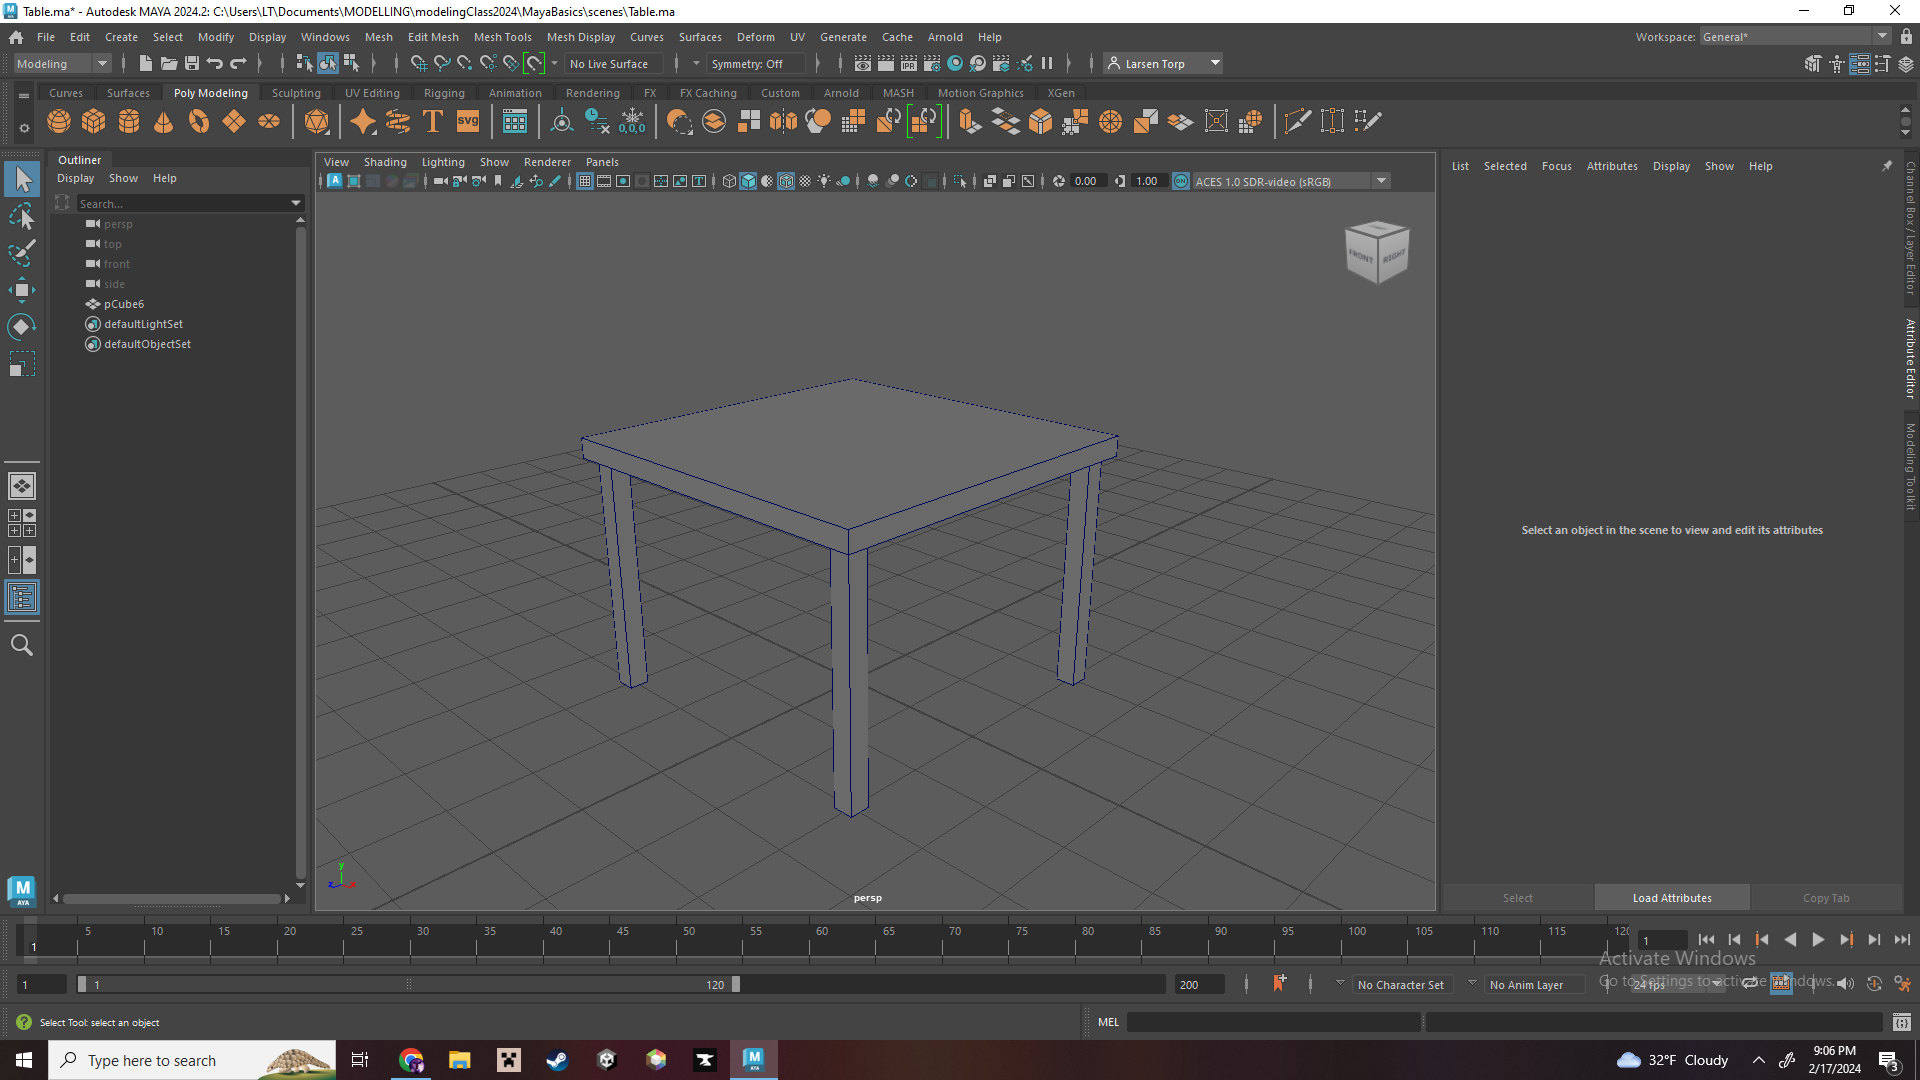 Table.ma* - Autodesk MAYA 2024.2: C:\Users\LT\Documents\MODELLING\modelingClass2024\MayaBasics\scenes\Table.ma
File Edit Create Select Modify Display Windows Mesh Edit Mesh Mesh Tools Mesh Display Curves Surfaces Deform UV Generate Cache Arnold Help Workspace: General*
Modeling No Live Surface Symmetry: Off IPR Larsen Torp
Curves Surfaces Poly Modeling Sculpting UV Editing Rigging Animation Rendering FX FX Caching Custom Arnold MASH Motion Graphics XGen
T SVG 0,0,0
Outliner
Display Show Help
Search...
persp
top
front
side
pCube6
defaultLightSet
defaultObjectSet
View Shading Lighting Show Renderer Panels
0.00 1.00 ON ACES 1.0 SDR-video (sRGB)
FRONT RIGHT
y
z x
persp
List Selected Focus Attributes Display Show Help
Select an object in the scene to view and edit its attributes
Select Load Attributes Copy Tab
Channel Box / Layer Editor
Attribute Editor
Modeling Toolkit
M
AYA
5 10 15 20 25 30 35 40 45 50 55 60 65 70 75 80 85 90 95 100 105 110 115 120
1 1
1 1 120 200 No Character Set No Anim Layer 24 fps
Activate Windows
Go to Settings to activate Windows.
Select Tool: select an object MEL
Type here to search
32°F Cloudy
9:06 PM
2/17/2024
3